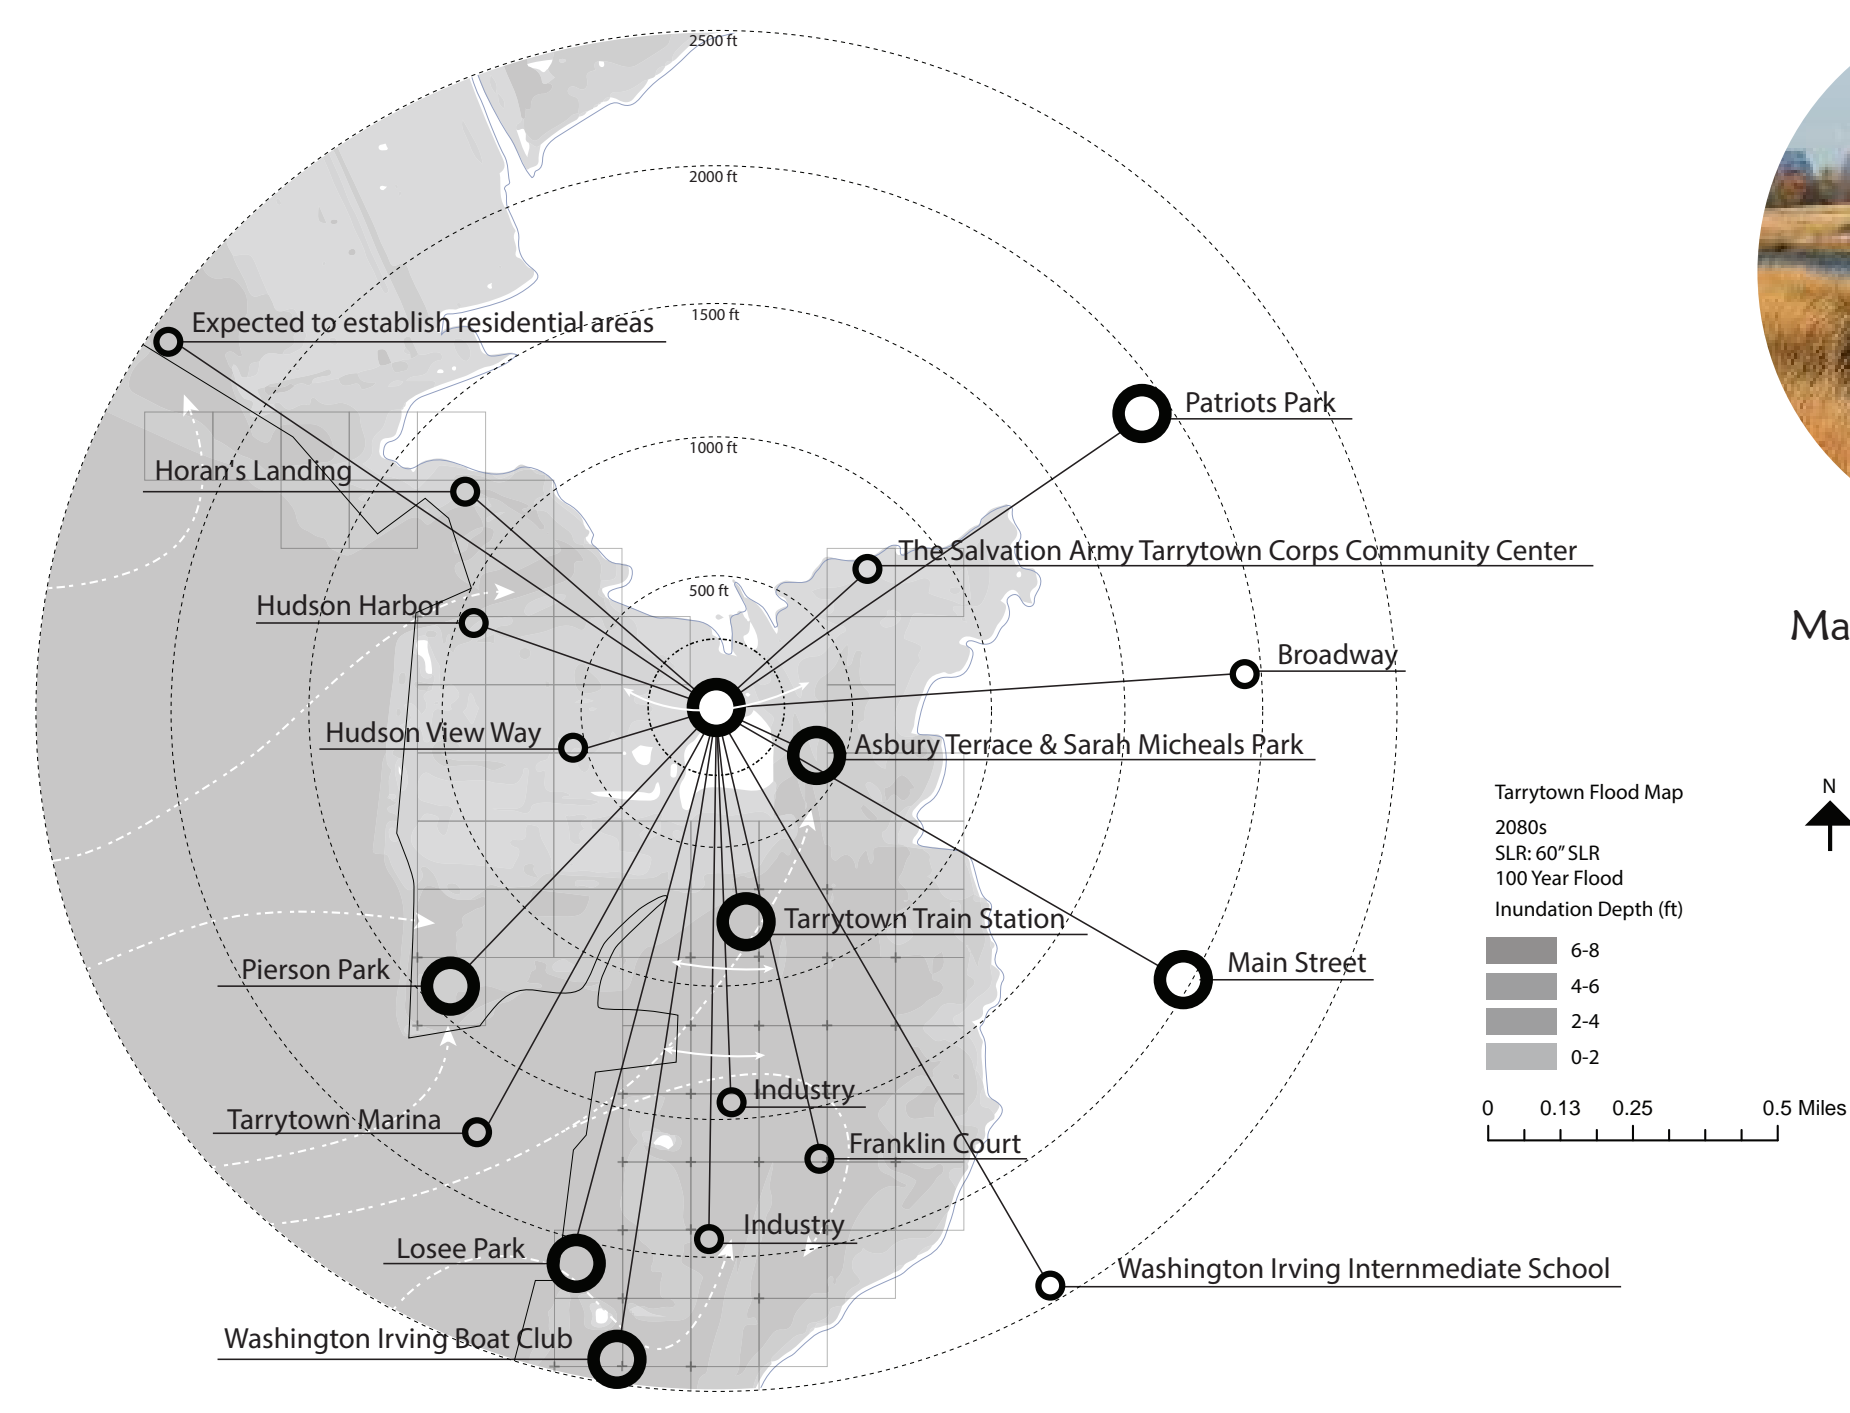 2500 ft
2000 ft
1500 ft
Expected to establish residential areas
Patriots Park
1000 ft
Horan's Landing
The Salvation Army Tarrytown Corps Community Center
500 ft
Hudson Harbor
Ma
Broadway
Hudson View Way
Asbury Terrace & Sarah Micheals Park
Tarrytown Flood Map
N
2080s
SLR: 60” SLR
100 Year Flood
Inundation Depth (ft)
6-8
4-6
2-4
0-2
0 0.13 0.25 0.5 Miles
Tarrytown Train Station
Main Street
Pierson Park
Industry
Tarrytown Marina
Franklin Court
Industry
Losee Park
Washington Irving Internmediate School
Washington Irving Boat Club